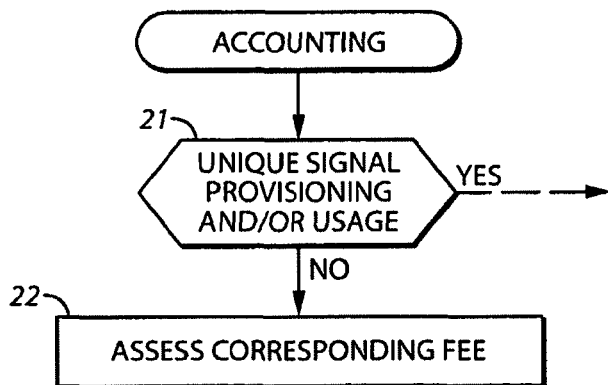 ACCOUNTING
21
UNIQUE SIGNAL
PROVISIONING
AND/OR USAGE
YES
NO
22
ASSESS CORRESPONDING FEE